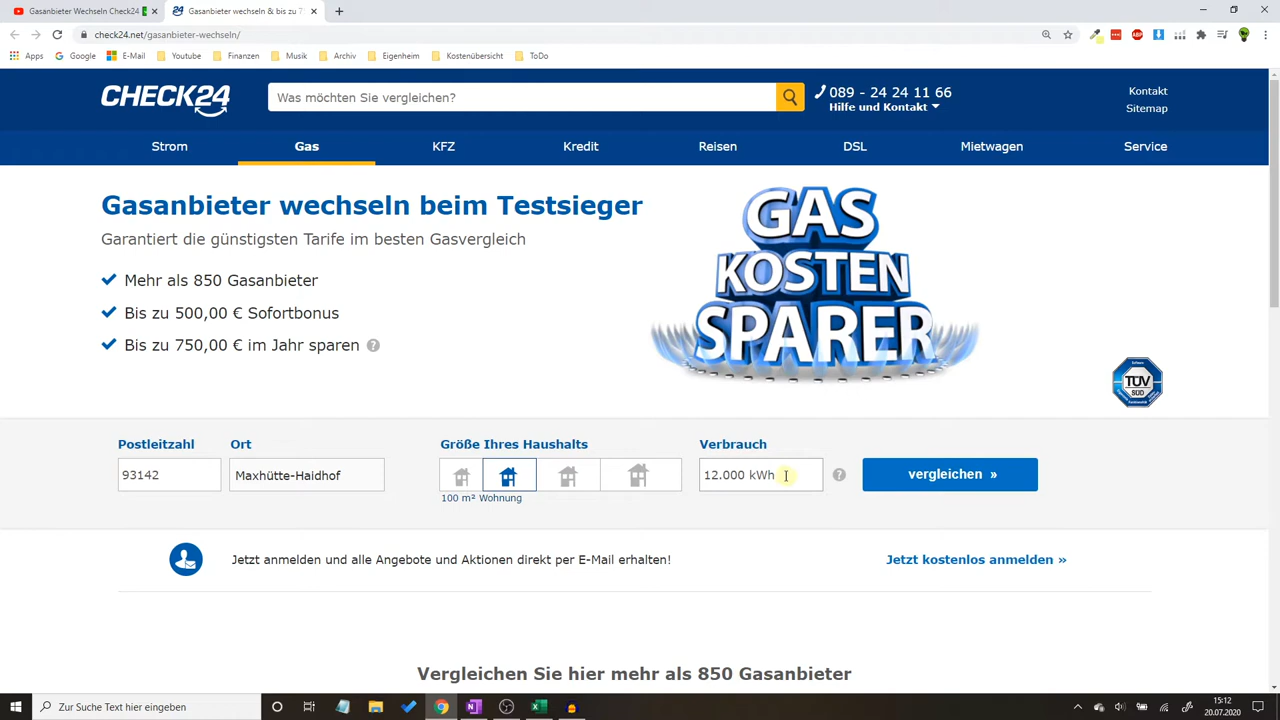 Gasanbieter Wechseln Check24
Gasanbieter wechseln & bis zu 7
check24.net/gasanbieter-wechseln/
Apps Google E-Mail Youtube Finanzen Musik Archiv Eigenheim Kostenübersicht ToDo
CHECK24
Was möchten Sie vergleichen?
089 - 24 24 11 66
Hilfe und Kontakt
Kontakt
Sitemap
Strom Gas KFZ Kredit Reisen DSL Mietwagen Service
Gasanbieter wechseln beim Testsieger
Garantiert die günstigsten Tarife im besten Gasvergleich
Mehr als 850 Gasanbieter
Bis zu 500,00 € Sofortbonus
Bis zu 750,00 € im Jahr sparen ?
GAS
KOSTEN
SPARER
TÜV
SÜD
Postleitzahl Ort Größe Ihres Haushalts Verbrauch
93142 Maxhütte-Haidhof 12.000 kWh ? vergleichen »
100 m² Wohnung
Jetzt anmelden und alle Angebote und Aktionen direkt per E-Mail erhalten! Jetzt kostenlos anmelden »
Vergleichen Sie hier mehr als 850 Gasanbieter
Zur Suche Text hier eingeben
15:12
20.07.2020